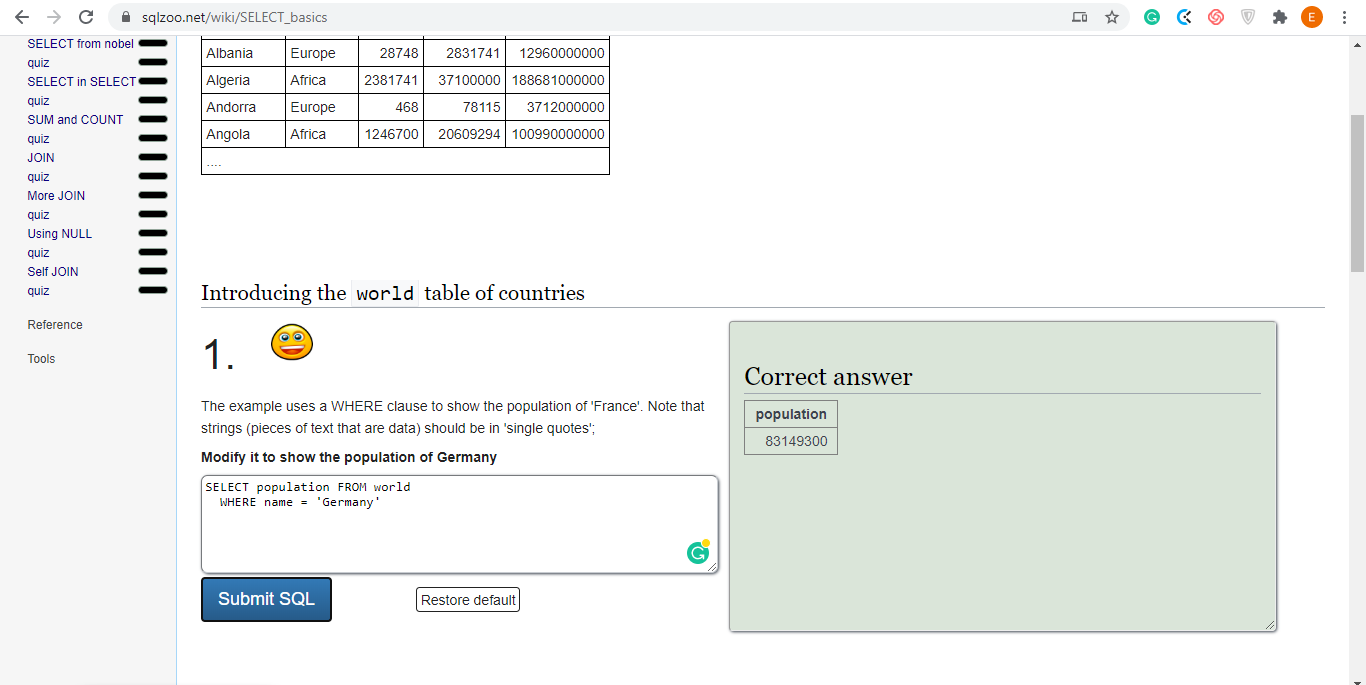 sqlzoo.net/wiki/SELECT_basics
E
SELECT from nobel
quiz
SELECT in SELECT
quiz
SUM and COUNT
quiz
JOIN
quiz
More JOIN
quiz
Using NULL
quiz
Self JOIN
quiz
Reference
Tools
Albania Europe 28748 2831741 12960000000
Algeria Africa 2381741 37100000 188681000000
Andorra Europe 468 78115 3712000000
Angola Africa 1246700 20609294 100990000000
....
Introducing the world table of countries
1.
The example uses a WHERE clause to show the population of 'France'. Note that
strings (pieces of text that are data) should be in 'single quotes';
Modify it to show the population of Germany
SELECT population FROM world
WHERE name = 'Germany'
Submit SQL
Restore default
Correct answer
population
83149300